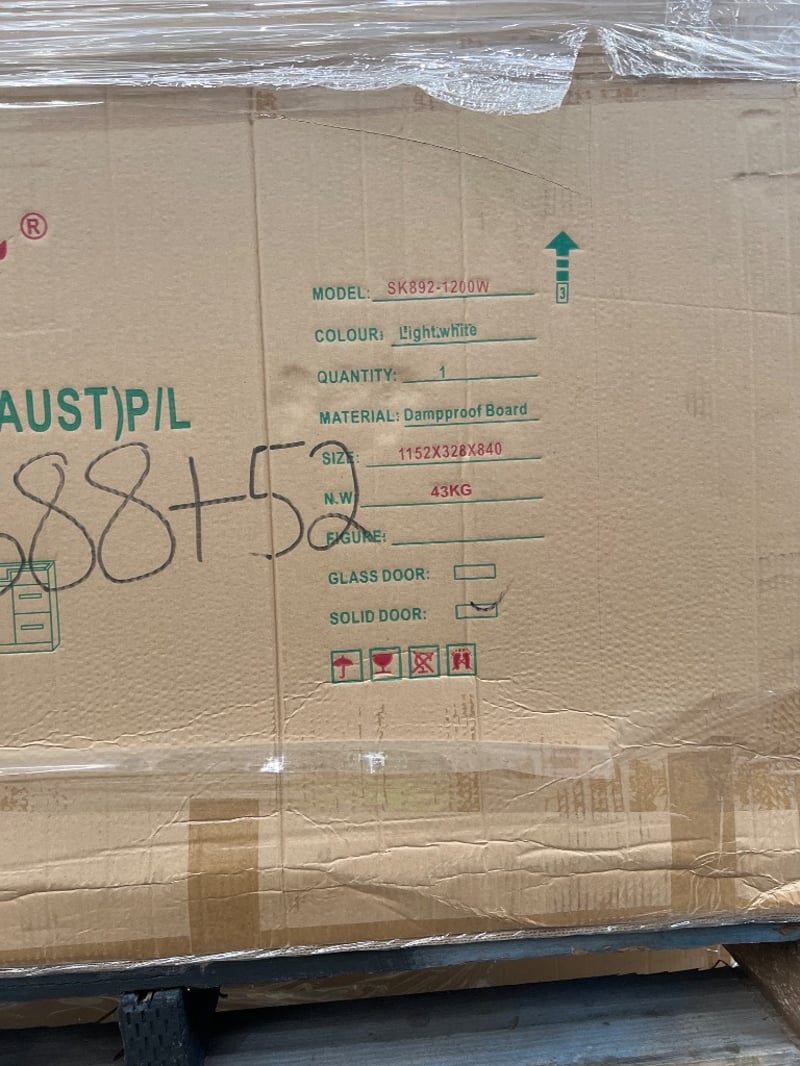 ®
3
MODEL: SK892-1200W
COLOUR: Light.white
QUANTITY: 1
AUST)P/L
MATERIAL: Dampproof Board
SIZE: 1152X328X840
88+52
N.W 43KG
FIGURE:
GLASS DOOR:
SOLID DOOR: